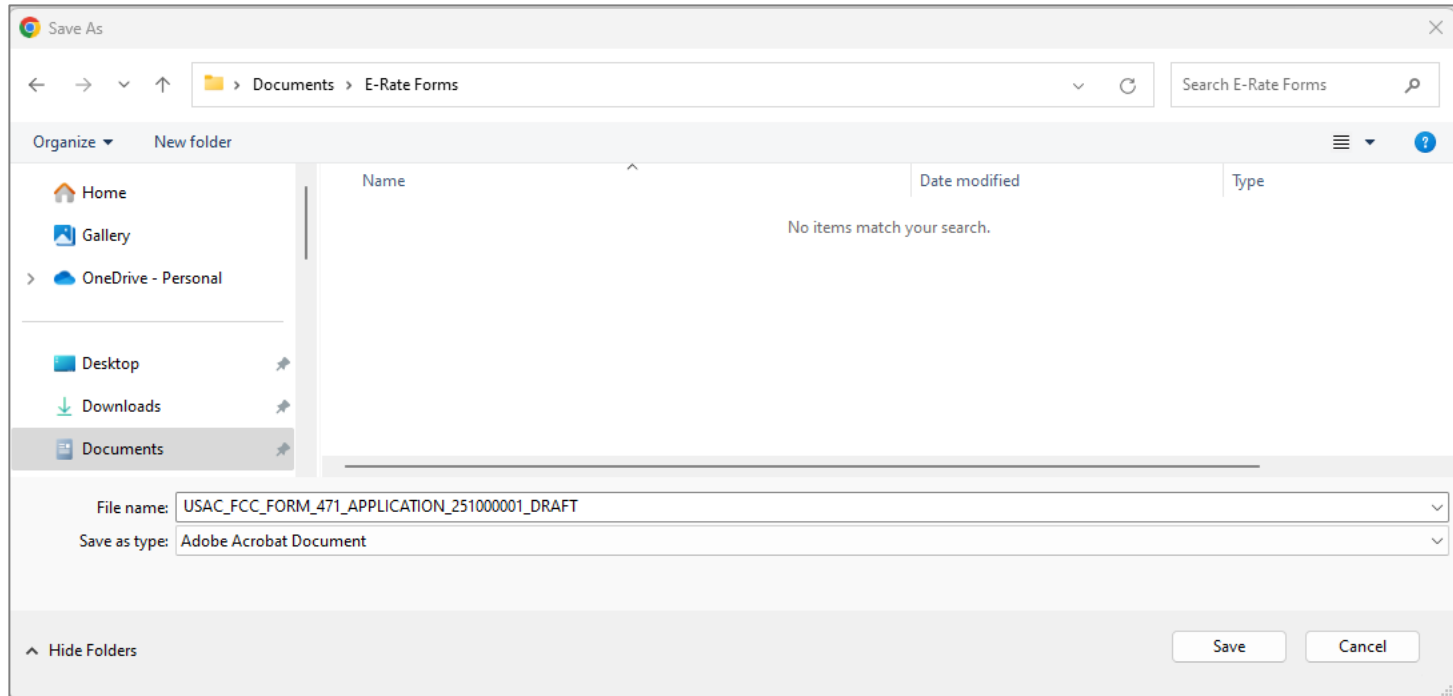 Save As
Documents > E-Rate Forms
Search E-Rate Forms
Organize
New folder
?
Name
Date modified
Type
No items match your search.
Home
Gallery
OneDrive - Personal
Desktop
Downloads
Documents
File name: USAC_FCC_FORM_471_APPLICATION_251000001_DRAFT
Save as type: Adobe Acrobat Document
Hide Folders
Save
Cancel